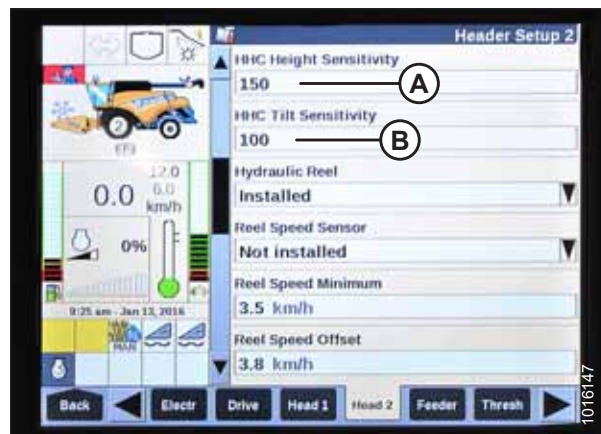 Header Setup 2
HHC Height Sensitivity
150
A
HHC Tilt Sensitivity
100
B
Hydraulic Reel
Installed
Reel Speed Sensor
Not installed
Reel Speed Minimum
3.5 km/h
Reel Speed Offset
3.8 km/h
2
12.0
6.0
0.0
km/h
0%
9:25 am - Jan 13, 2016
MAN
Back
Electr
Drive
Head 1
Head 2
Feeder
Thresh
1016147